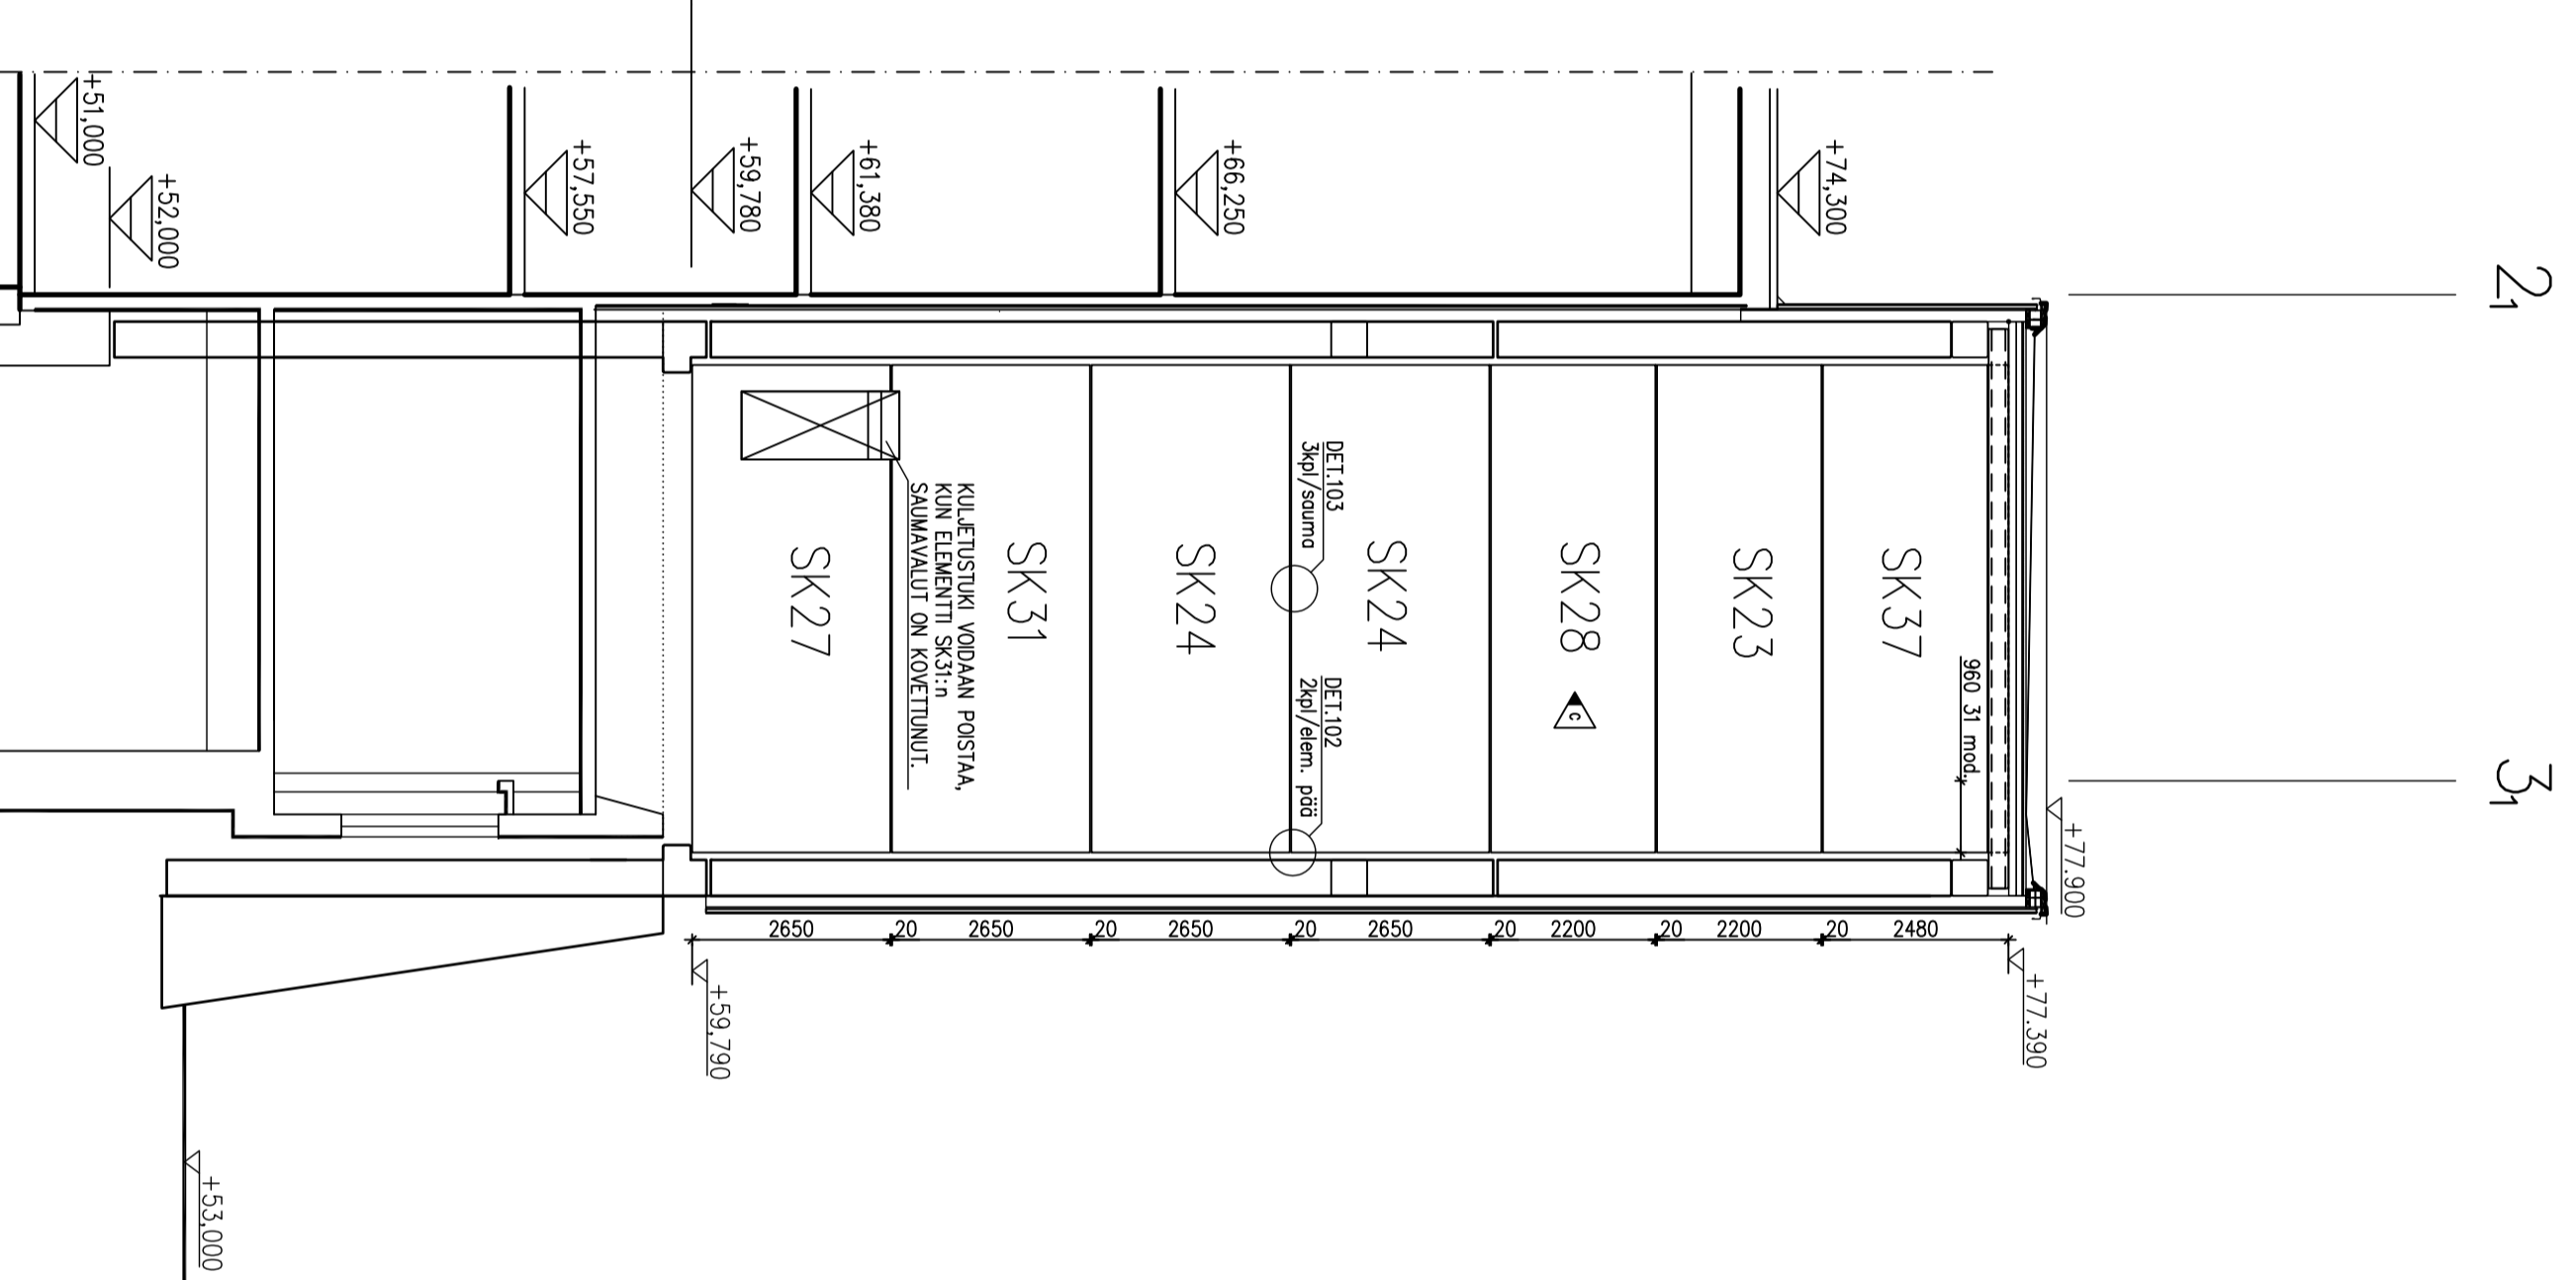 2₁
3₁
+77.900
+77.390
+74,300
+66,250
+61,380
+59,780
+57,550
+52,000
+51,000
960 31 mod.
SK37
SK23
SK28
c
SK24
DET.103
3kpl/sauma
DET.102
2kpl/elem. pää
SK24
SK31
KULJETUSTUKI VOIDAAN POISTAA,
KUN ELEMENTTI SK31:n
SAUMAVALUT ON KOVETTUNUT.
SK27
2480
20
2200
20
2200
20
2650
20
2650
20
2650
20
2650
+59,790
+53,000